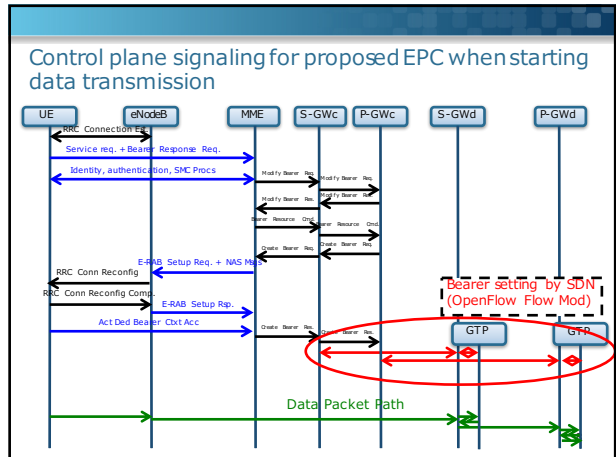 Control plane signaling for proposed EPC when starting
data transmission
UE eNodeB MME S-GWc P-GWc S-GWd P-GWd
RRC Connection Est.
Service req. + Bearer Response Req.
Identity, authentication, SMC Procs
Modify Bearer Req.
Modify Bearer Req.
Modify Bearer Res.
Modify Bearer Res.
Bearer Resource Cmd.
Bearer Resource Cmd.
Create Bearer Req.
Create Bearer Req.
E-RAB Setup Req. + NAS Msgs
RRC Conn Reconfig
RRC Conn Reconfig Comp.
E-RAB Setup Rsp.
Act Ded Bearer Ctxt Acc
Create Bearer Res.
Create Bearer Res.
Bearer setting by SDN
(OpenFlow Flow Mod)
GTP GTP
Data Packet Path